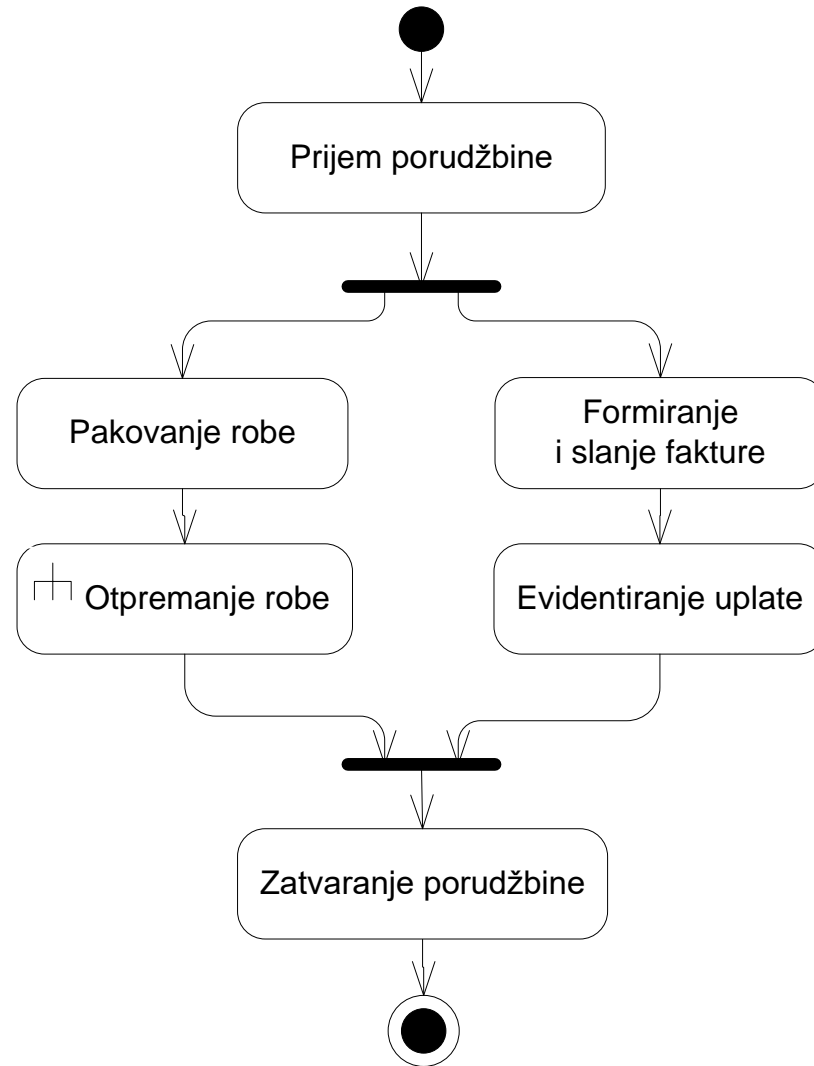 Prijem porudžbine
Pakovanje robe
Formiranje
i slanje fakture
Otpremanje robe
Evidentiranje uplate
Zatvaranje porudžbine